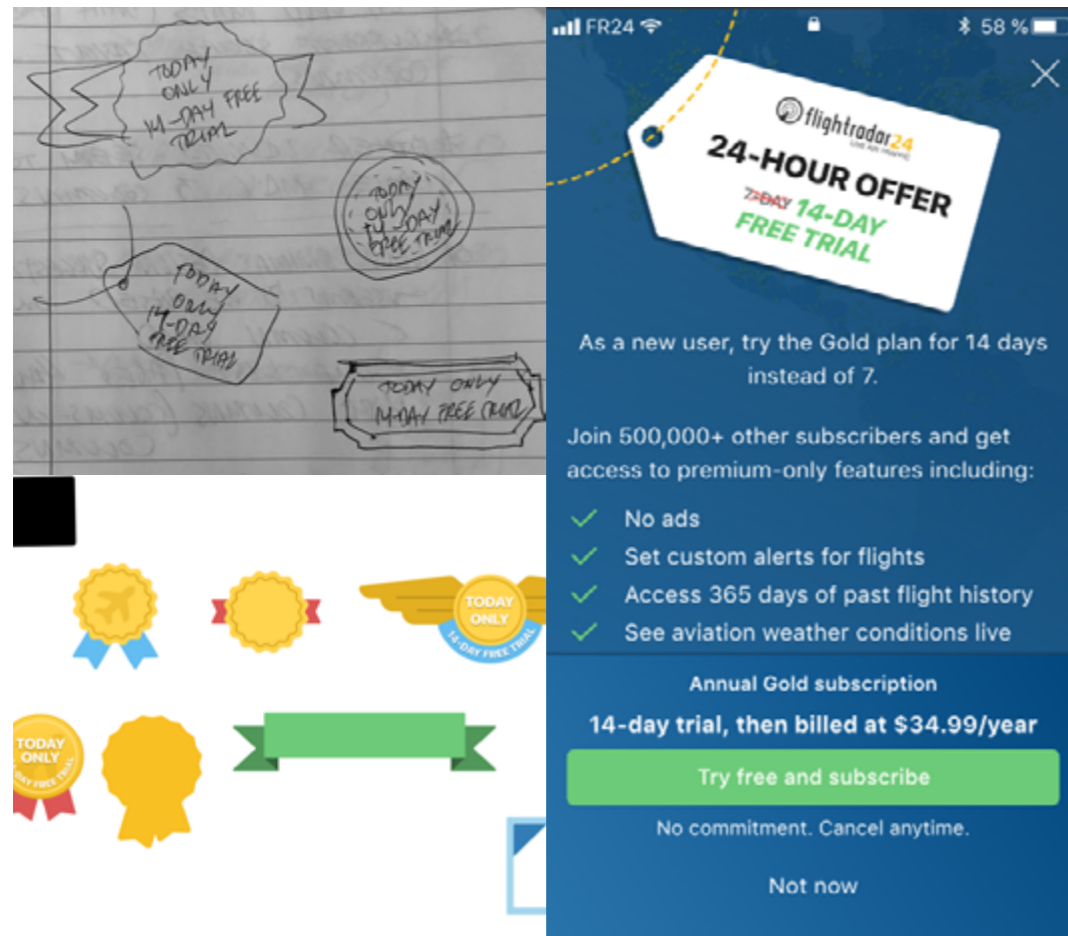 TODAY
ONLY
14-DAY FREE
TRIAL
TODAY
ONLY
14-DAY
FREE TRIAL
TODAY
ONLY
14-DAY
FREE TRIAL
TODAY ONLY
14-DAY FREE TRIAL
TODAY
ONLY
14-DAY FREE TRIAL
TODAY
ONLY
DAY FREE TRIAL
FR24
58 %
flightradar24
LIVE AIR TRAFFIC
24-HOUR OFFER
7-DAY 14-DAY
FREE TRIAL
As a new user, try the Gold plan for 14 days
instead of 7.
Join 500,000+ other subscribers and get
access to premium-only features including:
No ads
Set custom alerts for flights
Access 365 days of past flight history
See aviation weather conditions live
Annual Gold subscription
14-day trial, then billed at $34.99/year
Try free and subscribe
No commitment. Cancel anytime.
Not now